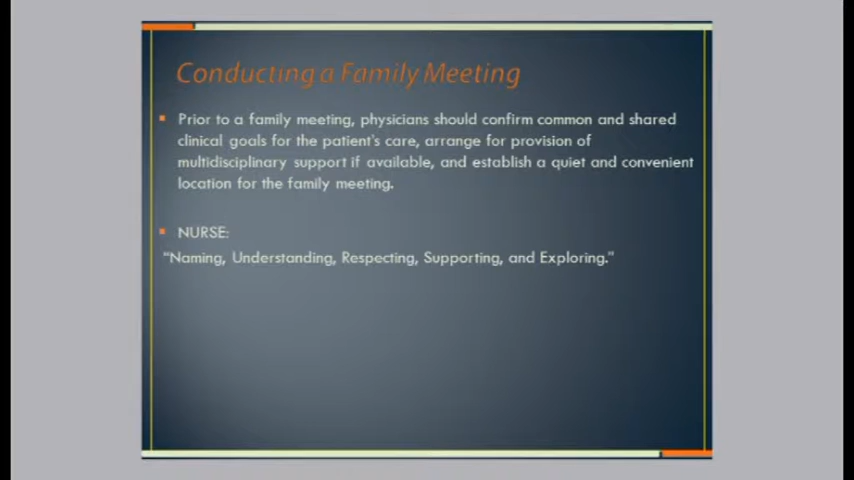 Conducting a Family Meeting
Prior to a family meeting, physicians should confirm common and shared
clinical goals for the patient's care, arrange for provision of
multidisciplinary support if available, and establish a quiet and convenient
location for the family meeting.
NURSE:
"Naming, Understanding, Respecting, Supporting, and Exploring."